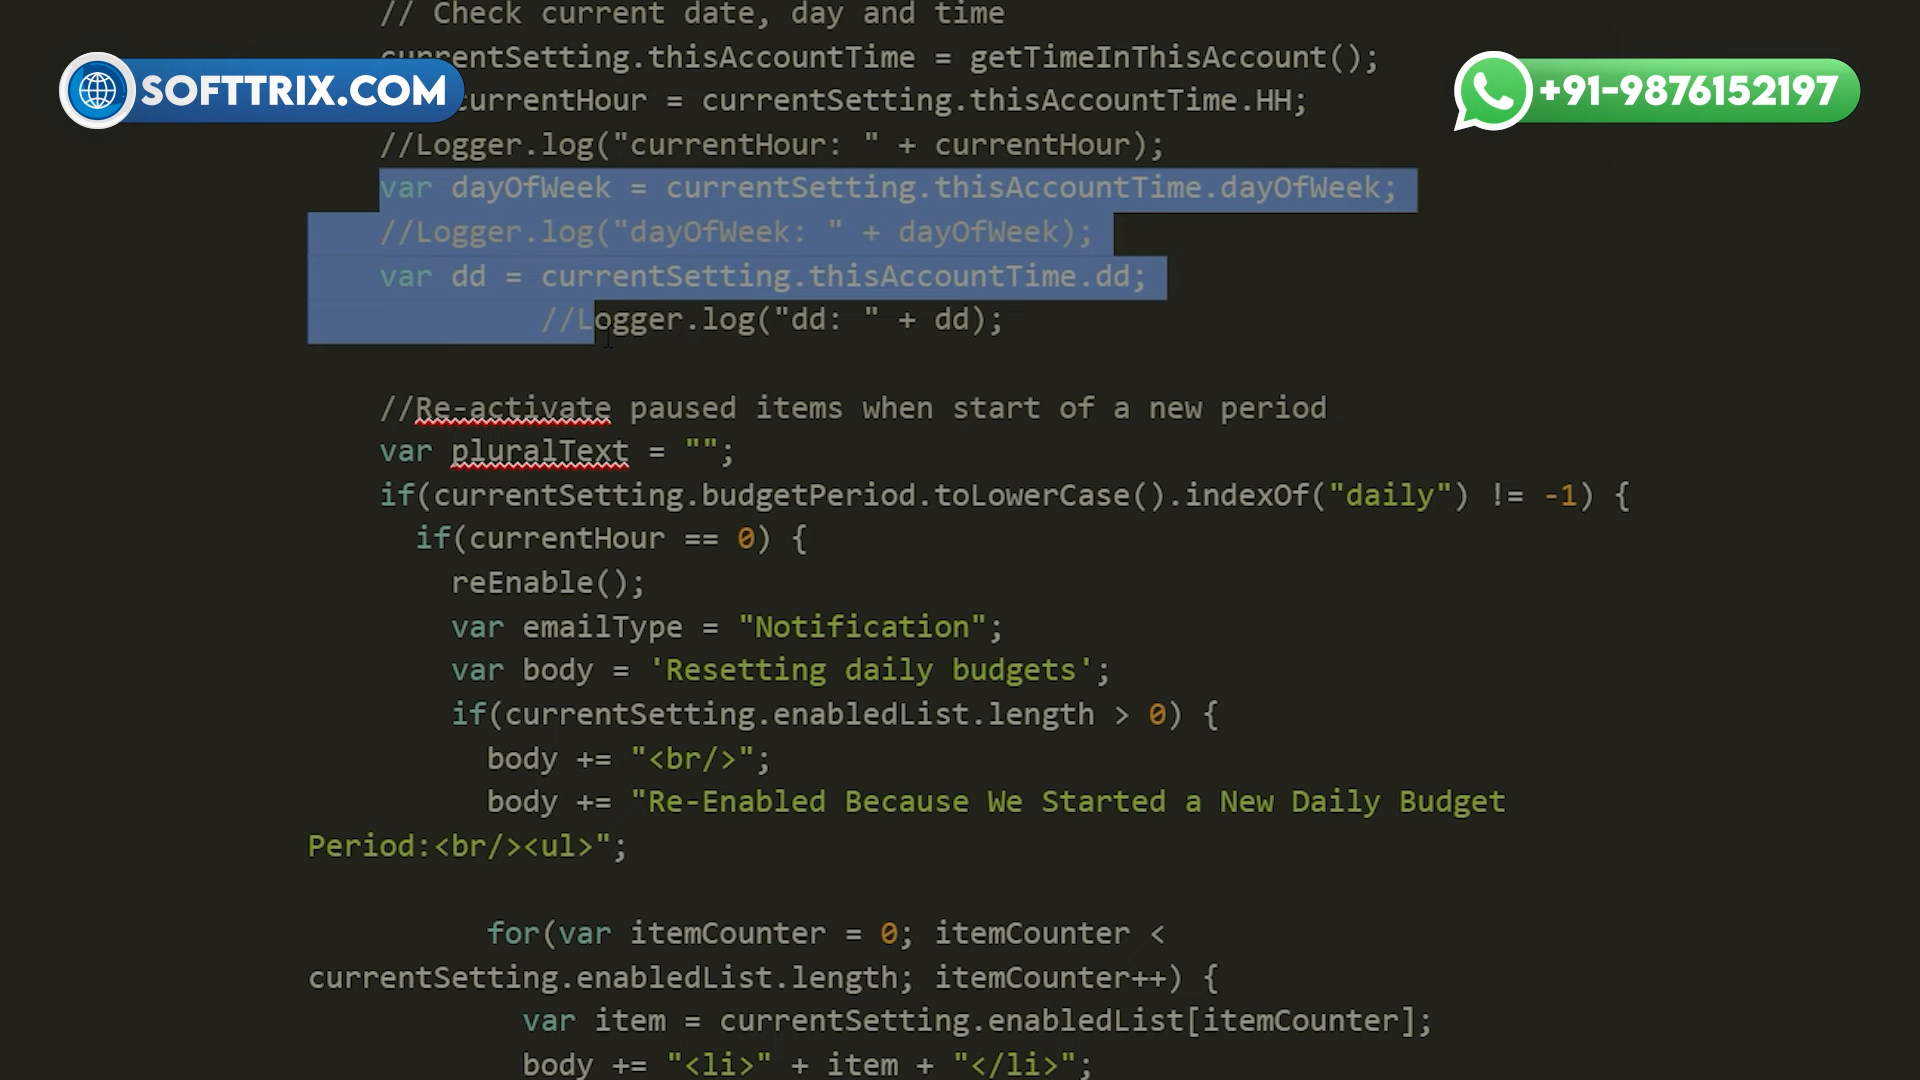 // Check current date, day and time
currentSetting.thisAccountTime = getTimeInThisAccount();
SOFTTRIX.COM
+91-9876152197
currentHour = currentSetting.thisAccountTime.HH;
//Logger.log("currentHour: " + currentHour);
var dayOfWeek = currentSetting.thisAccountTime.dayOfWeek;
//Logger.log("dayOfWeek: " + dayOfWeek);
var dd = currentSetting.thisAccountTime.dd;
//Logger.log("dd: " + dd);
//Re-activate paused items when start of a new period
var pluralText = "";
if(currentSetting.budgetPeriod.toLowerCase().indexOf("daily") != -1) {
if(currentHour == 0) {
reEnable();
var emailType = "Notification";
var body = 'Resetting daily budgets';
if(currentSetting.enabledList.length > 0) {
body += "<br/>";
body += "Re-Enabled Because We Started a New Daily Budget
Period:<br/><ul>";
for(var itemCounter = 0; itemCounter <
currentSetting.enabledList.length; itemCounter++) {
var item = currentSetting.enabledList[itemCounter];
body += "<li>" + item + "</li>";